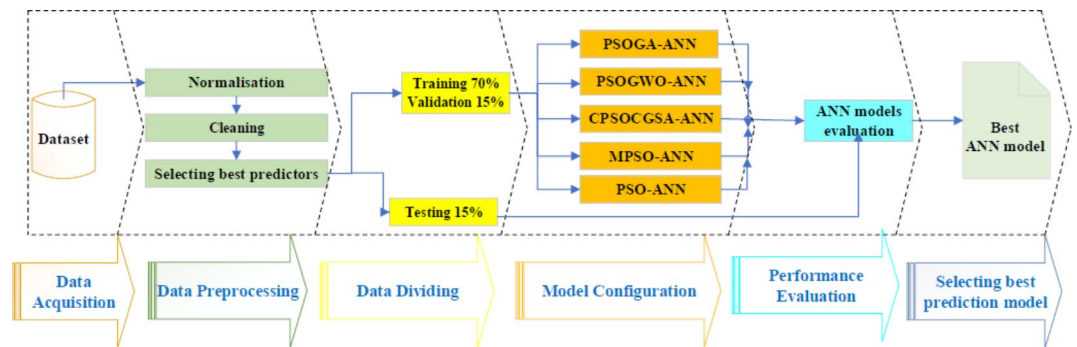 Dataset
Normalisation
Cleaning
Selecting best predictors
Training 70%
Validation 15%
Testing 15%
PSOGA-ANN
PSOGWO-ANN
CPSOCGSA-ANN
MPSO-ANN
PSO-ANN
ANN models
evaluation
Best
ANN model
Data
Acquisition
Data Preprocessing
Data Dividing
Model Configuration
Performance
Evaluation
Selecting best
prediction model